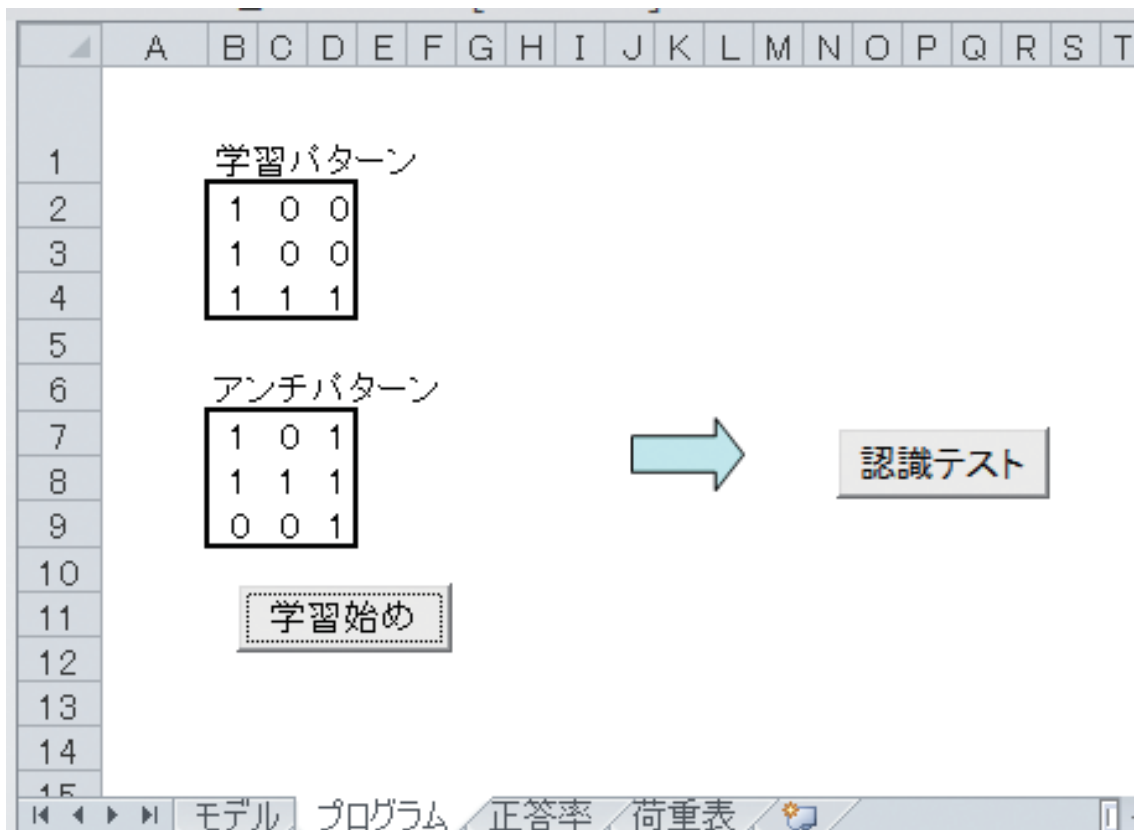 A B C D E F G H I J K L M N O P Q R S T
1 学習パターン
2 1 0 0
3 1 0 0
4 1 1 1
5
6 アンチパターン
7 1 0 1
8 1 1 1 認識テスト
9 0 0 1
10
11 学習始め
12
13
14
15
モデル プログラム 正答率 荷重表